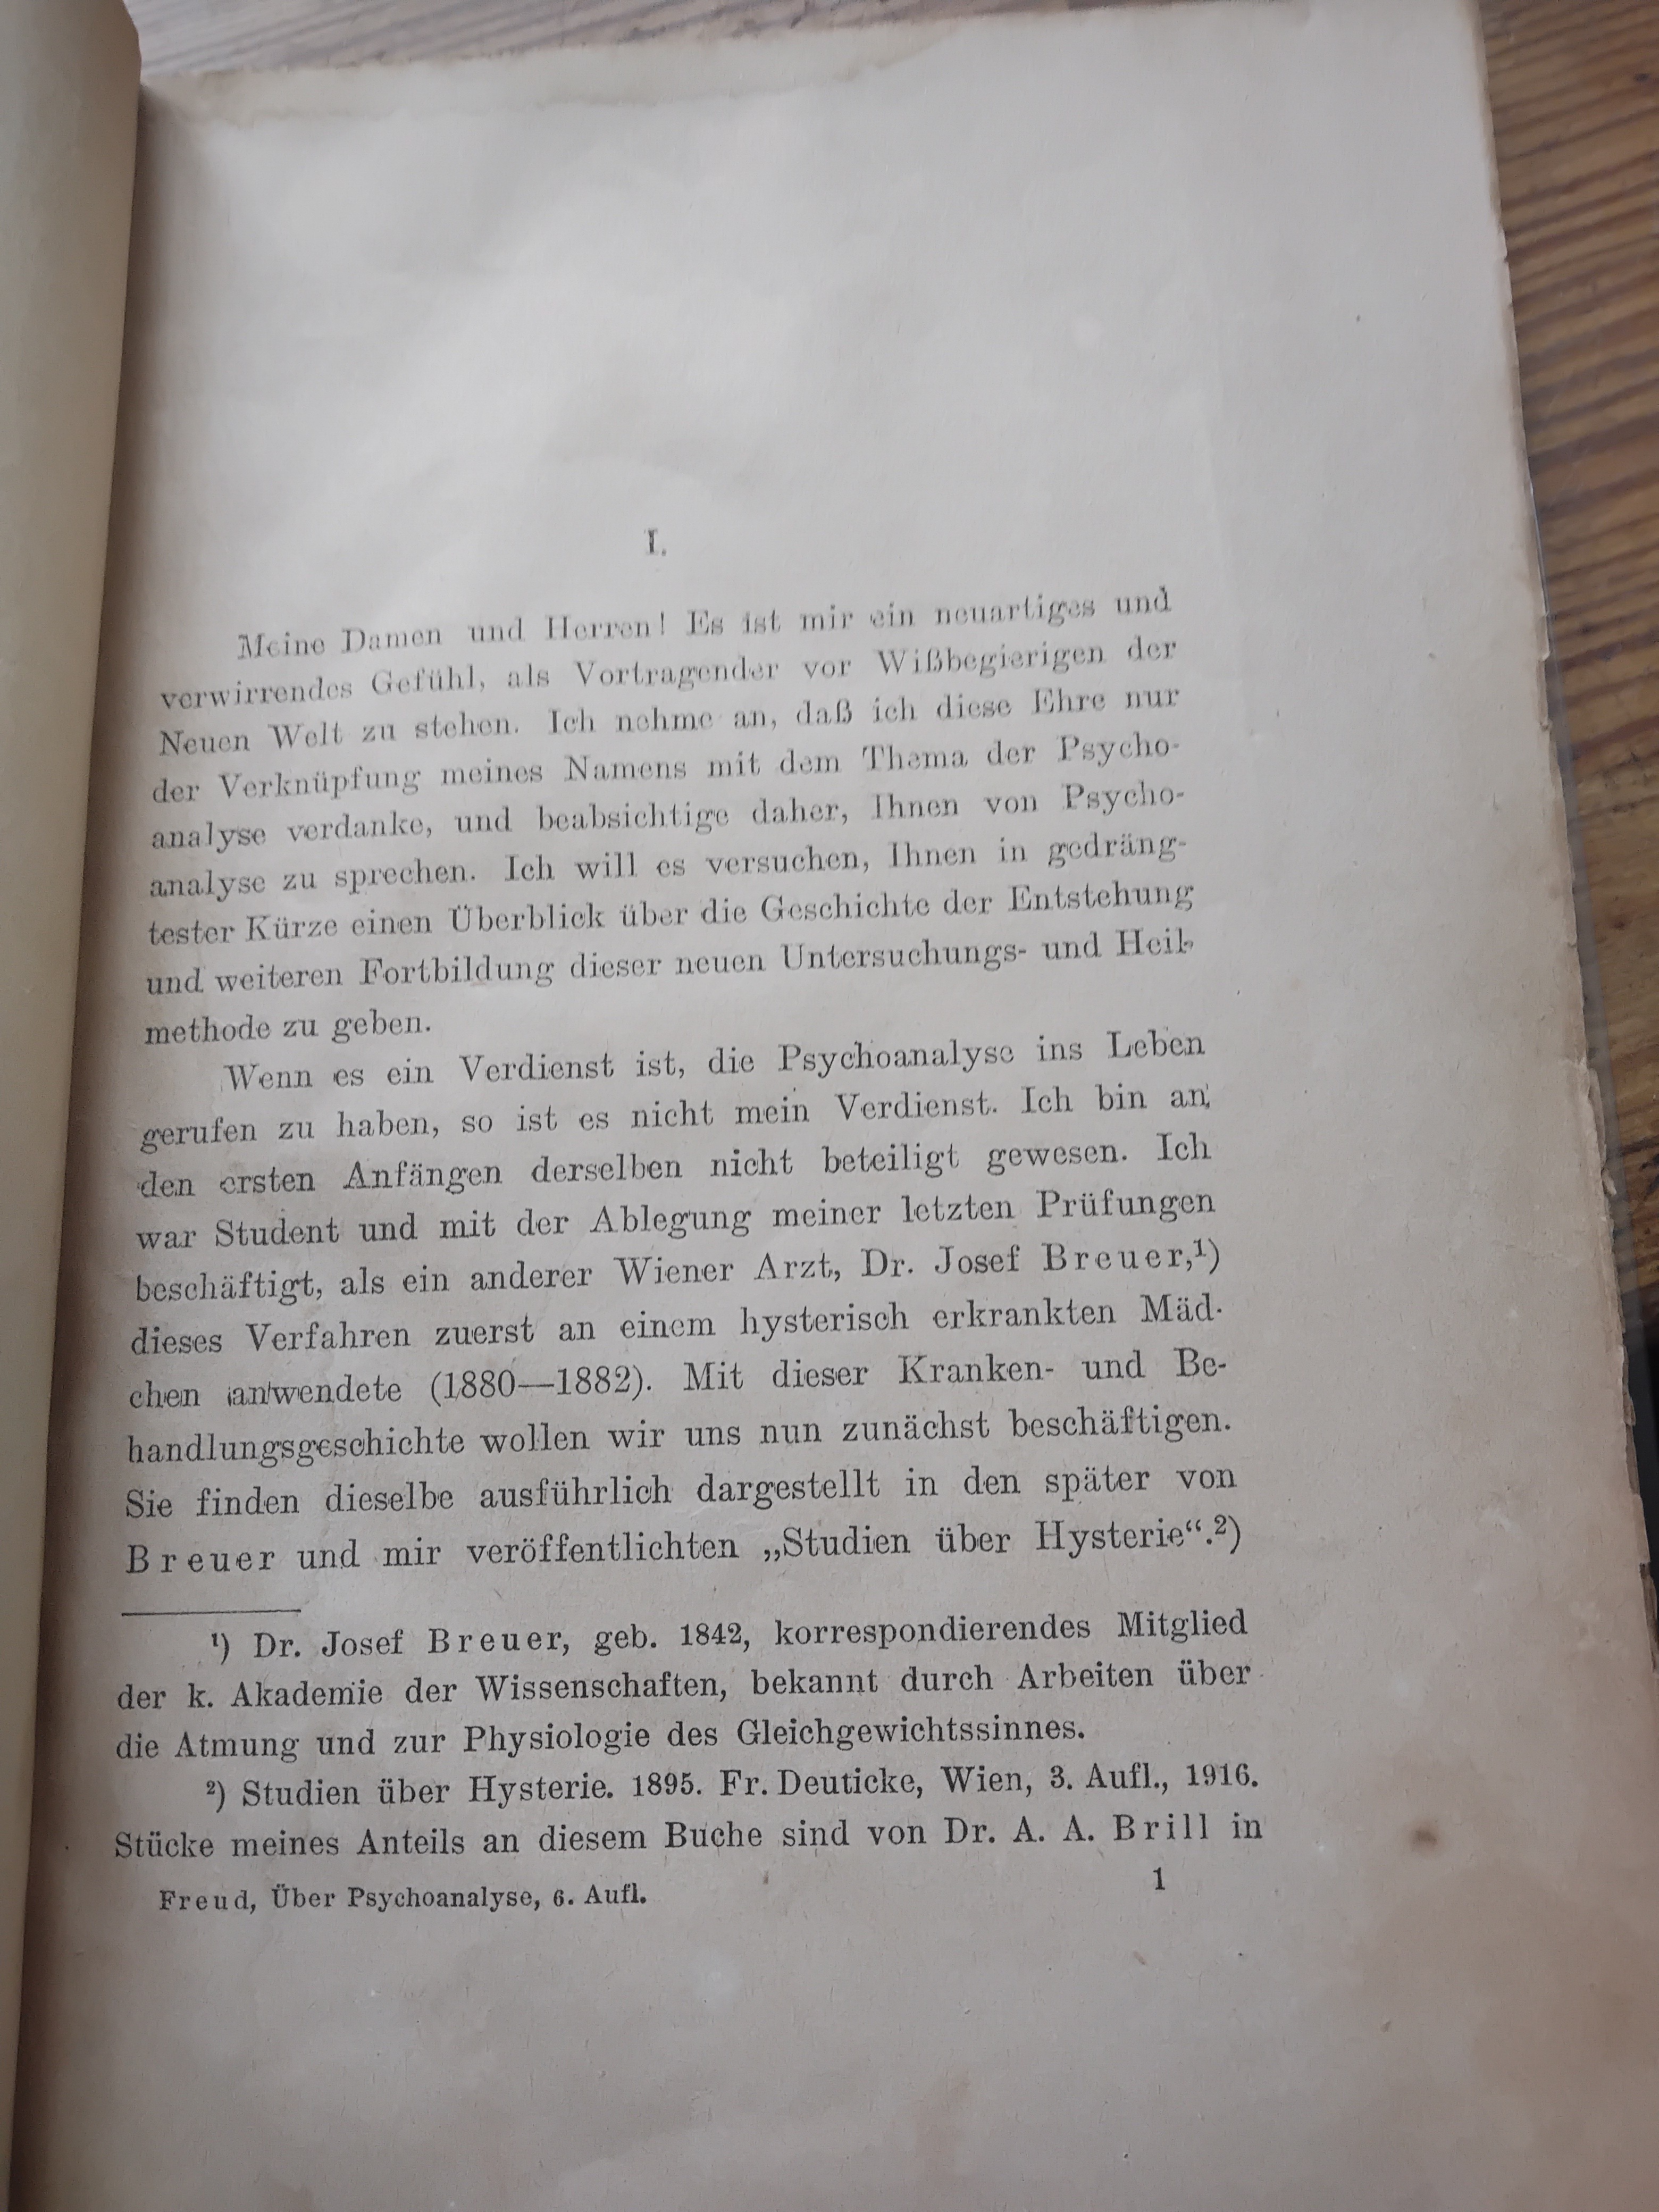 I.
Meine Damen und Herren! Es ist mir ein neuartiges und
verwirrendes Gefühl, als Vortragender vor Wißbegierigen der
Neuen Welt zu stehen. Ich nehme an, daß ich diese Ehre nur
der Verknüpfung meines Namens mit dem Thema der Psycho-
analyse verdanke, und beabsichtige daher, Ihnen von Psycho-
analyse zu sprechen. Ich will es versuchen, Ihnen in gedräng-
tester Kürze einen Überblick über die Geschichte der Entstehung
und weiteren Fortbildung dieser neuen Untersuchungs- und Heil-
methode zu geben.
Wenn es ein Verdienst ist, die Psychoanalyse ins Leben
gerufen zu haben, so ist es nicht mein Verdienst. Ich bin an
den ersten Anfängen derselben nicht beteiligt gewesen. Ich
war Student und mit der Ablegung meiner letzten Prüfungen
beschäftigt, als ein anderer Wiener Arzt, Dr. Josef Breuer,¹)
dieses Verfahren zuerst an einem hysterisch erkrankten Mäd-
chen anwendete (1880—1882). Mit dieser Kranken- und Be-
handlungsgeschichte wollen wir uns nun zunächst beschäftigen.
Sie finden dieselbe ausführlich dargestellt in den später von
Breuer und mir veröffentlichten „Studien über Hysterie“.²)
¹) Dr. Josef Breuer, geb. 1842, korrespondierendes Mitglied
der k. Akademie der Wissenschaften, bekannt durch Arbeiten über
die Atmung und zur Physiologie des Gleichgewichtssinnes.
²) Studien über Hysterie. 1895. Fr. Deuticke, Wien, 3. Aufl., 1916.
Stücke meines Anteils an diesem Buche sind von Dr. A. A. Brill in
Freud, Über Psychoanalyse, 6. Aufl. 1